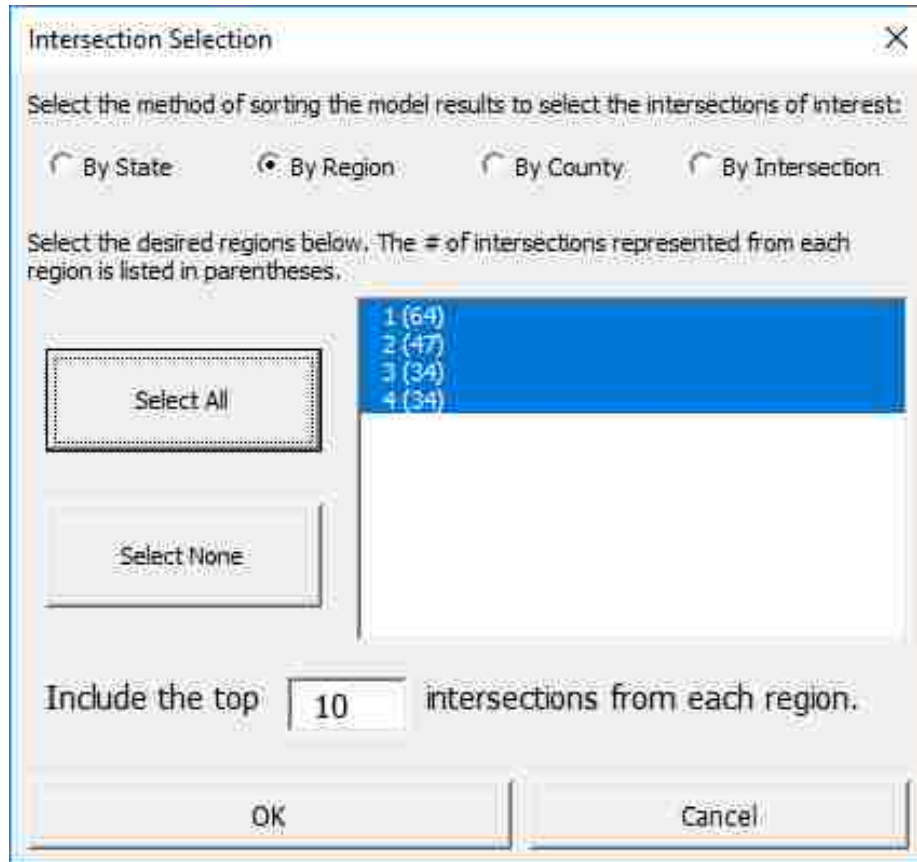 Intersection Selection
Select the method of sorting the model results to select the intersections of interest:
By State By Region By County By Intersection
Select the desired regions below. The # of intersections represented from each
region is listed in parentheses.
1 (64)
2 (47)
3 (34)
4 (34)
Select All
Select None
Include the top 10 intersections from each region.
OK Cancel